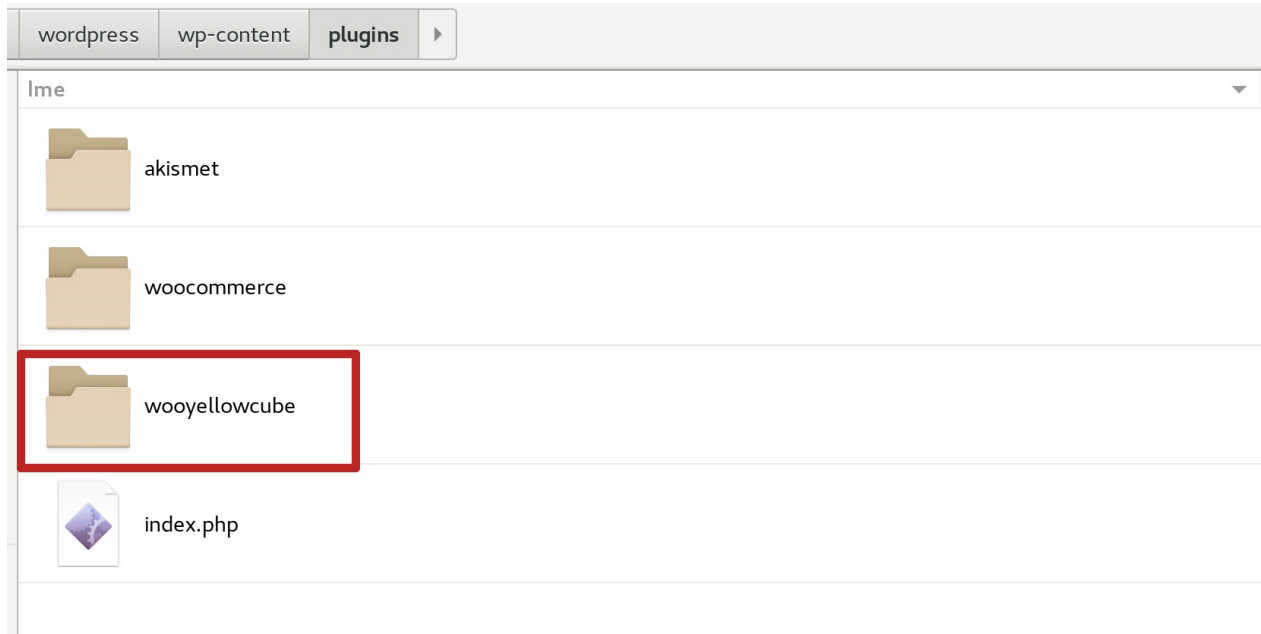 wordpress wp-content plugins
Ime
akismet
woocommerce
wooyellowcube
index.php